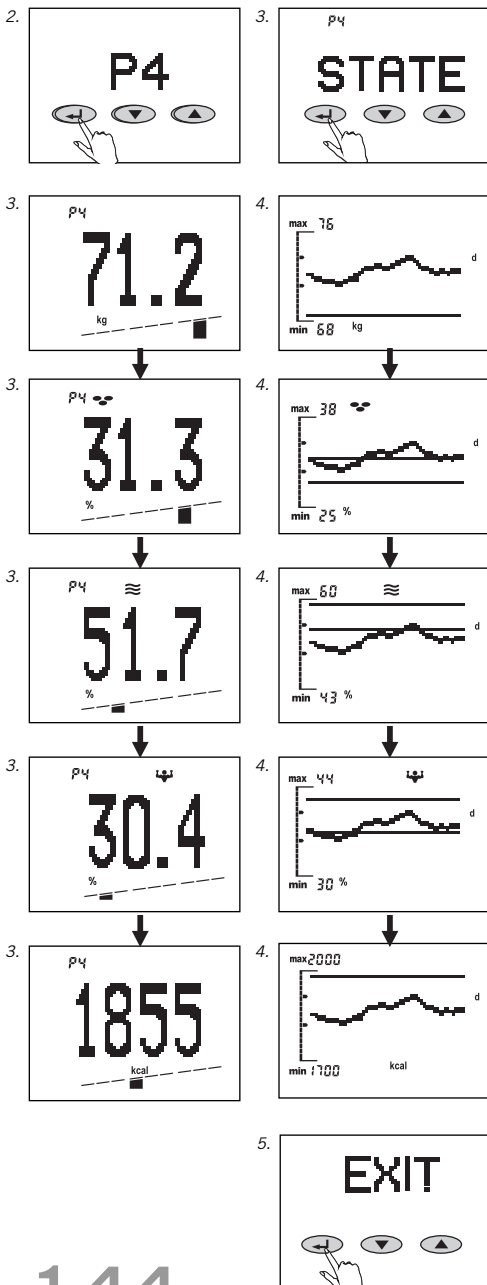 2.
P4
3.
P4
STATE
3.
P4
71.2
kg
4.
max 76
d
min 68 kg
3.
P4
31.3
%
4.
max 38
d
min 25 %
3.
P4
51.7
%
4.
max 60
d
min 43 %
3.
P4
30.4
%
4.
max 44
d
min 30 %
3.
P4
1855
kcal
4.
max 2000
d
min 1700 kcal
5.
EXIT
144